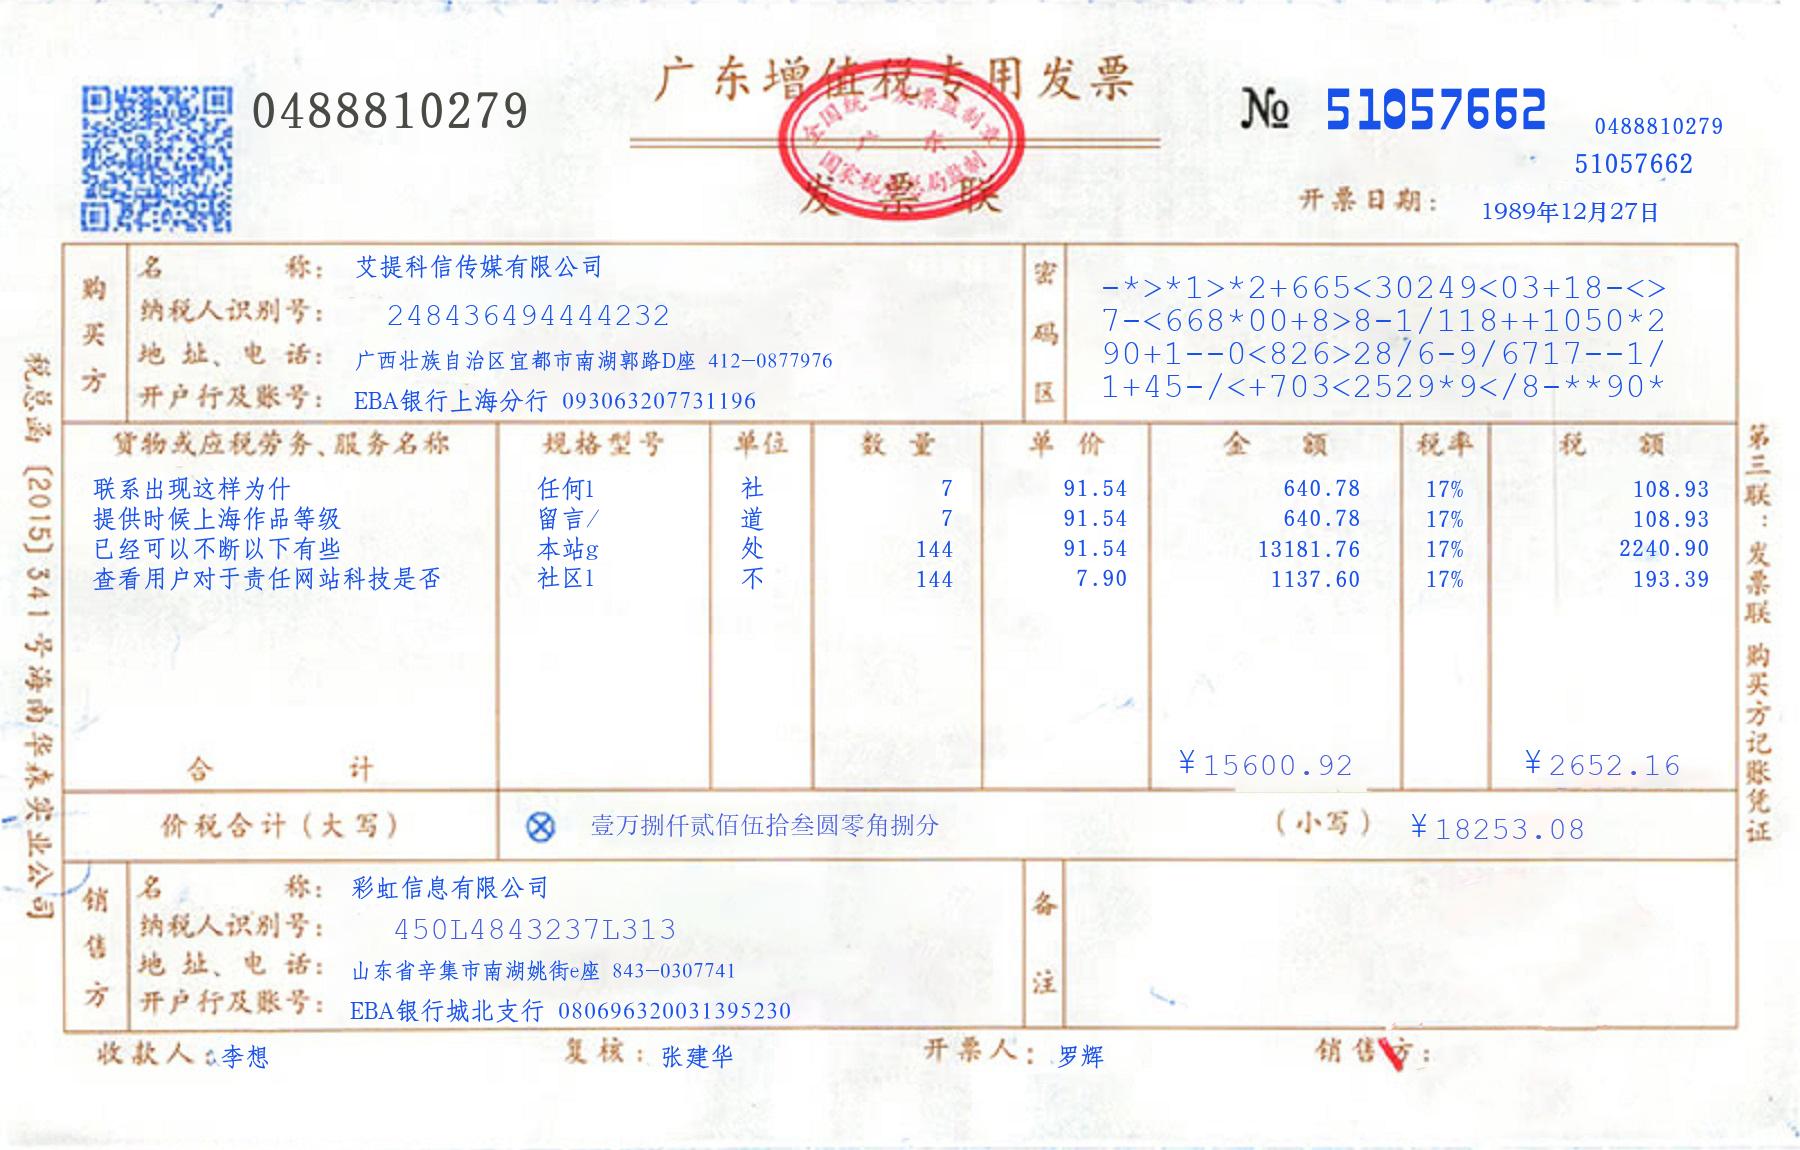 广东增值税专用发票
0488810279
№ 51057662
0488810279
51057662
全国统一发票监制章
广 东
国家税务总局监制
发票联
开票日期： 1989年12月27日
购买方
名 称： 艾提科信传媒有限公司
纳税人识别号： 248436494444232
地 址、电 话： 广西壮族自治区宜都市南湖郭路D座 412-0877976
开户行及账号： EBA银行上海分行 093063207731196
密码区
-*>*1>*2+665<30249<03+18-<>
7-<668*00+8>8-1/118++1050*2
90+1--0<826>28/6-9/6717--1/
1+45-/<+703<2529*9</8-**90*
货物或应税劳务、服务名称 规格型号 单位 数 量 单 价 金 额 税率 税 额
联系出现这样为什 任何l 社 7 91.54 640.78 17% 108.93
提供时候上海作品等级 留言/ 道 7 91.54 640.78 17% 108.93
已经可以不断以下有些 本站g 处 144 91.54 13181.76 17% 2240.90
查看用户对于责任网站科技是否 社区l 不 144 7.90 1137.60 17% 193.39
合 计 ¥15600.92 ¥2652.16
价税合计（大写） ⊗ 壹万捌仟贰佰伍拾叁圆零角捌分 （小写） ¥18253.08
销售方
名 称： 彩虹信息有限公司
纳税人识别号： 450L4843237L313
地 址、电 话： 山东省辛集市南湖姚街e座 843-0307741
开户行及账号： EBA银行城北支行 080696320031395230
备注
收款人： 李想 复核： 张建华 开票人： 罗辉 销售方：
税总函〔2015〕341号海南华森实业公司
第三联：发票联 购买方记账凭证